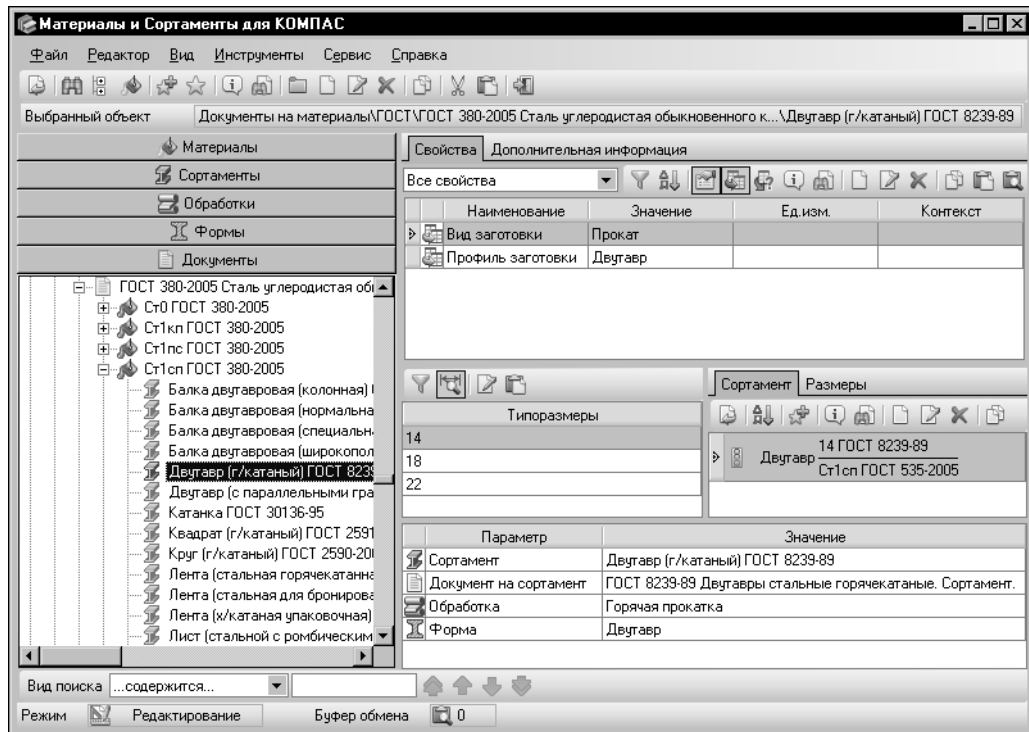 Материалы и Сортаменты для КОМПАС
Файл Редактор Вид Инструменты Сервис Справка
Выбранный объект Документы на материалы\ГОСТ\ГОСТ 380-2005 Сталь углеродистая обыкновенного к...\Двутавр (г/катаный) ГОСТ 8239-89
Материалы
Сортаменты
Обработки
Формы
Документы
ГОСТ 380-2005 Сталь углеродистая обы
Ст0 ГОСТ 380-2005
Ст1кп ГОСТ 380-2005
Ст1пс ГОСТ 380-2005
Ст1сп ГОСТ 380-2005
Балка двутавровая (колонная)
Балка двутавровая (нормальна
Балка двутавровая (специальн
Балка двутавровая (широкопол
Двутавр (г/катаный) ГОСТ 823
Двутавр (с параллельными гра
Катанка ГОСТ 30136-95
Квадрат (г/катаный) ГОСТ 2591
Круг (г/катаный) ГОСТ 2590-20
Лента (стальная горячекатанна
Лента (стальная для бронирова
Лента (х/катаная упаковочная)
Лист (стальной с ромбическим
Свойства Дополнительная информация
Все свойства
Наименование Значение Ед.изм. Контекст
Вид заготовки Прокат
Профиль заготовки Двутавр
Типоразмеры
14
18
22
Сортамент Размеры
Двутавр 14 ГОСТ 8239-89
Ст1сп ГОСТ 535-2005
Параметр Значение
Сортамент Двутавр (г/катаный) ГОСТ 8239-89
Документ на сортамент ГОСТ 8239-89 Двутавры стальные горячекатаные. Сортамент.
Обработка Горячая прокатка
Форма Двутавр
Вид поиска ...содержится...
Режим Редактирование Буфер обмена 0